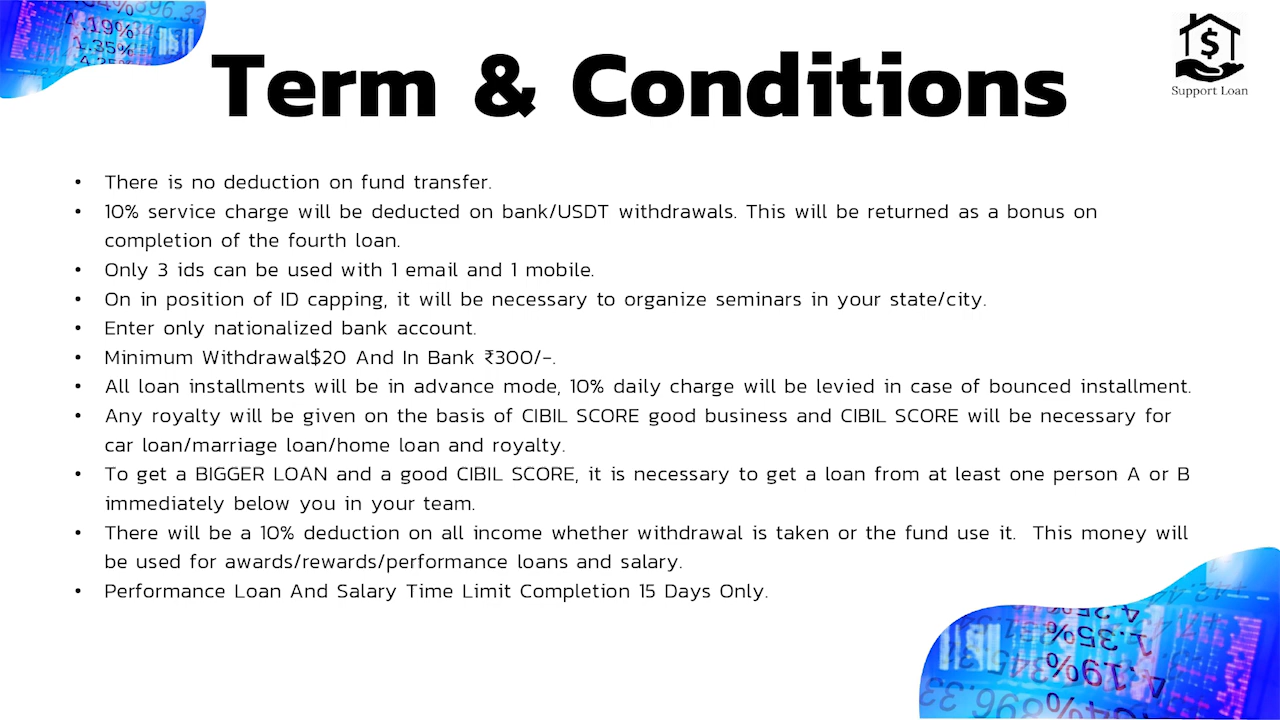 4.19%
1.35%
Term & Conditions
Support Loan
• There is no deduction on fund transfer.
• 10% service charge will be deducted on bank/USDT withdrawals. This will be returned as a bonus on
completion of the fourth loan.
• Only 3 ids can be used with 1 email and 1 mobile.
• On in position of ID capping, it will be necessary to organize seminars in your state/city.
• Enter only nationalized bank account.
• Minimum Withdrawal$20 And In Bank ₹300/-.
• All loan installments will be in advance mode, 10% daily charge will be levied in case of bounced installment.
• Any royalty will be given on the basis of CIBIL SCORE good business and CIBIL SCORE will be necessary for
car loan/marriage loan/home loan and royalty.
• To get a BIGGER LOAN and a good CIBIL SCORE, it is necessary to get a loan from at least one person A or B
immediately below you in your team.
• There will be a 10% deduction on all income whether withdrawal is taken or the fund use it.  This money will
be used for awards/rewards/performance loans and salary.
• Performance Loan And Salary Time Limit Completion 15 Days Only.
1.35%
4.19%